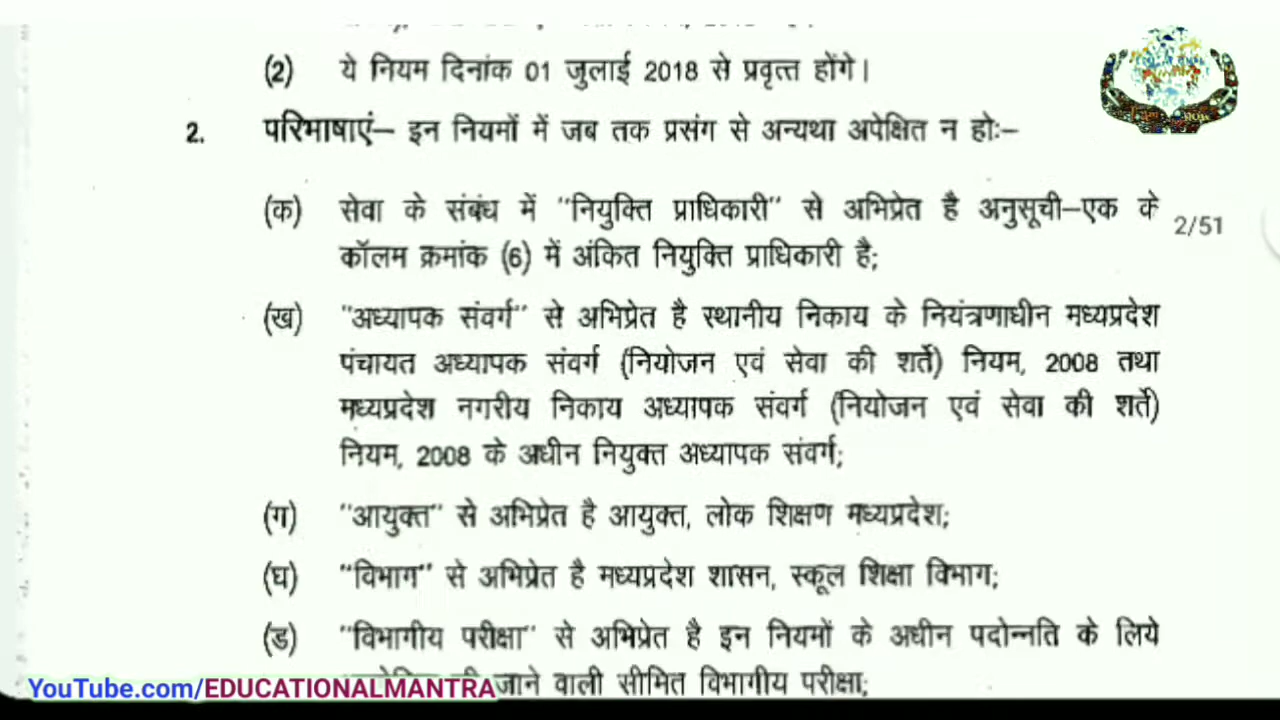 (2) ये नियम दिनांक 01 जुलाई 2018 से प्रवृत्त होंगे।
2. परिभाषाएं– इन नियमों में जब तक प्रसंग से अन्यथा अपेक्षित न होः–
(क) सेवा के संबंध में "नियुक्ति प्राधिकारी" से अभिप्रेत है अनुसूची–एक के
2/51
कॉलम क्रमांक (6) में अंकित नियुक्ति प्राधिकारी है;
(ख) "अध्यापक संवर्ग" से अभिप्रेत है स्थानीय निकाय के नियंत्रणाधीन मध्यप्रदेश
पंचायत अध्यापक संवर्ग (नियोजन एवं सेवा की शर्ते) नियम, 2008 तथा
मध्यप्रदेश नगरीय निकाय अध्यापक संवर्ग (नियोजन एवं सेवा की शर्ते)
नियम, 2008 के अधीन नियुक्त अध्यापक संवर्ग;
(ग) "आयुक्त" से अभिप्रेत है आयुक्त, लोक शिक्षण मध्यप्रदेश;
(घ) "विभाग" से अभिप्रेत है मध्यप्रदेश शासन, स्कूल शिक्षा विभाग;
(ड) "विभागीय परीक्षा" से अभिप्रेत है इन नियमों के अधीन पदोन्नति के लिये
जाने वाली सीमित विभागीय परीक्षा;
YouTube.com/EDUCATIONALMANTRA